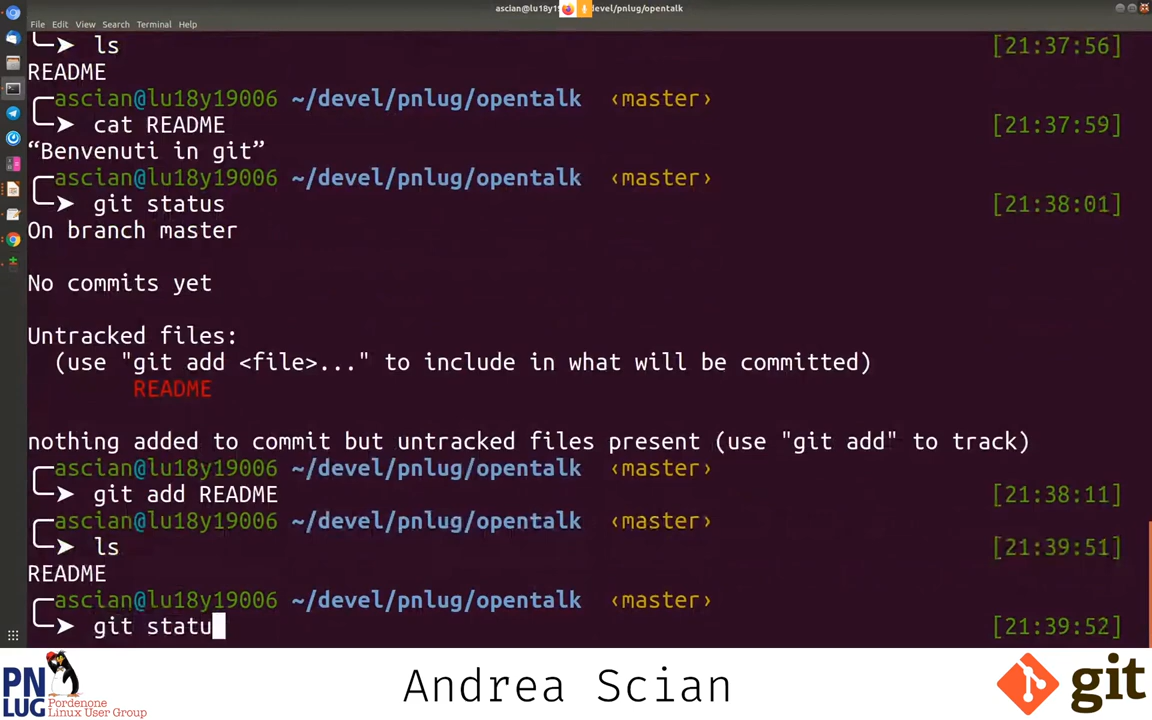 ascian@lu18y19 devel/pnlug/opentalk
File Edit View Search Terminal Help
ls [21:37:56]
README
ascian@lu18y19006 ~/devel/pnlug/opentalk ‹master›
cat README [21:37:59]
“Benvenuti in git”
ascian@lu18y19006 ~/devel/pnlug/opentalk ‹master›
git status [21:38:01]
On branch master
No commits yet
Untracked files:
(use "git add <file>..." to include in what will be committed)
README
nothing added to commit but untracked files present (use "git add" to track)
ascian@lu18y19006 ~/devel/pnlug/opentalk ‹master›
git add README [21:38:11]
ascian@lu18y19006 ~/devel/pnlug/opentalk ‹master›
ls [21:39:51]
README
ascian@lu18y19006 ~/devel/pnlug/opentalk ‹master›
git statu [21:39:52]
PN
LUG Pordenone
Linux User Group
Andrea Scian
git